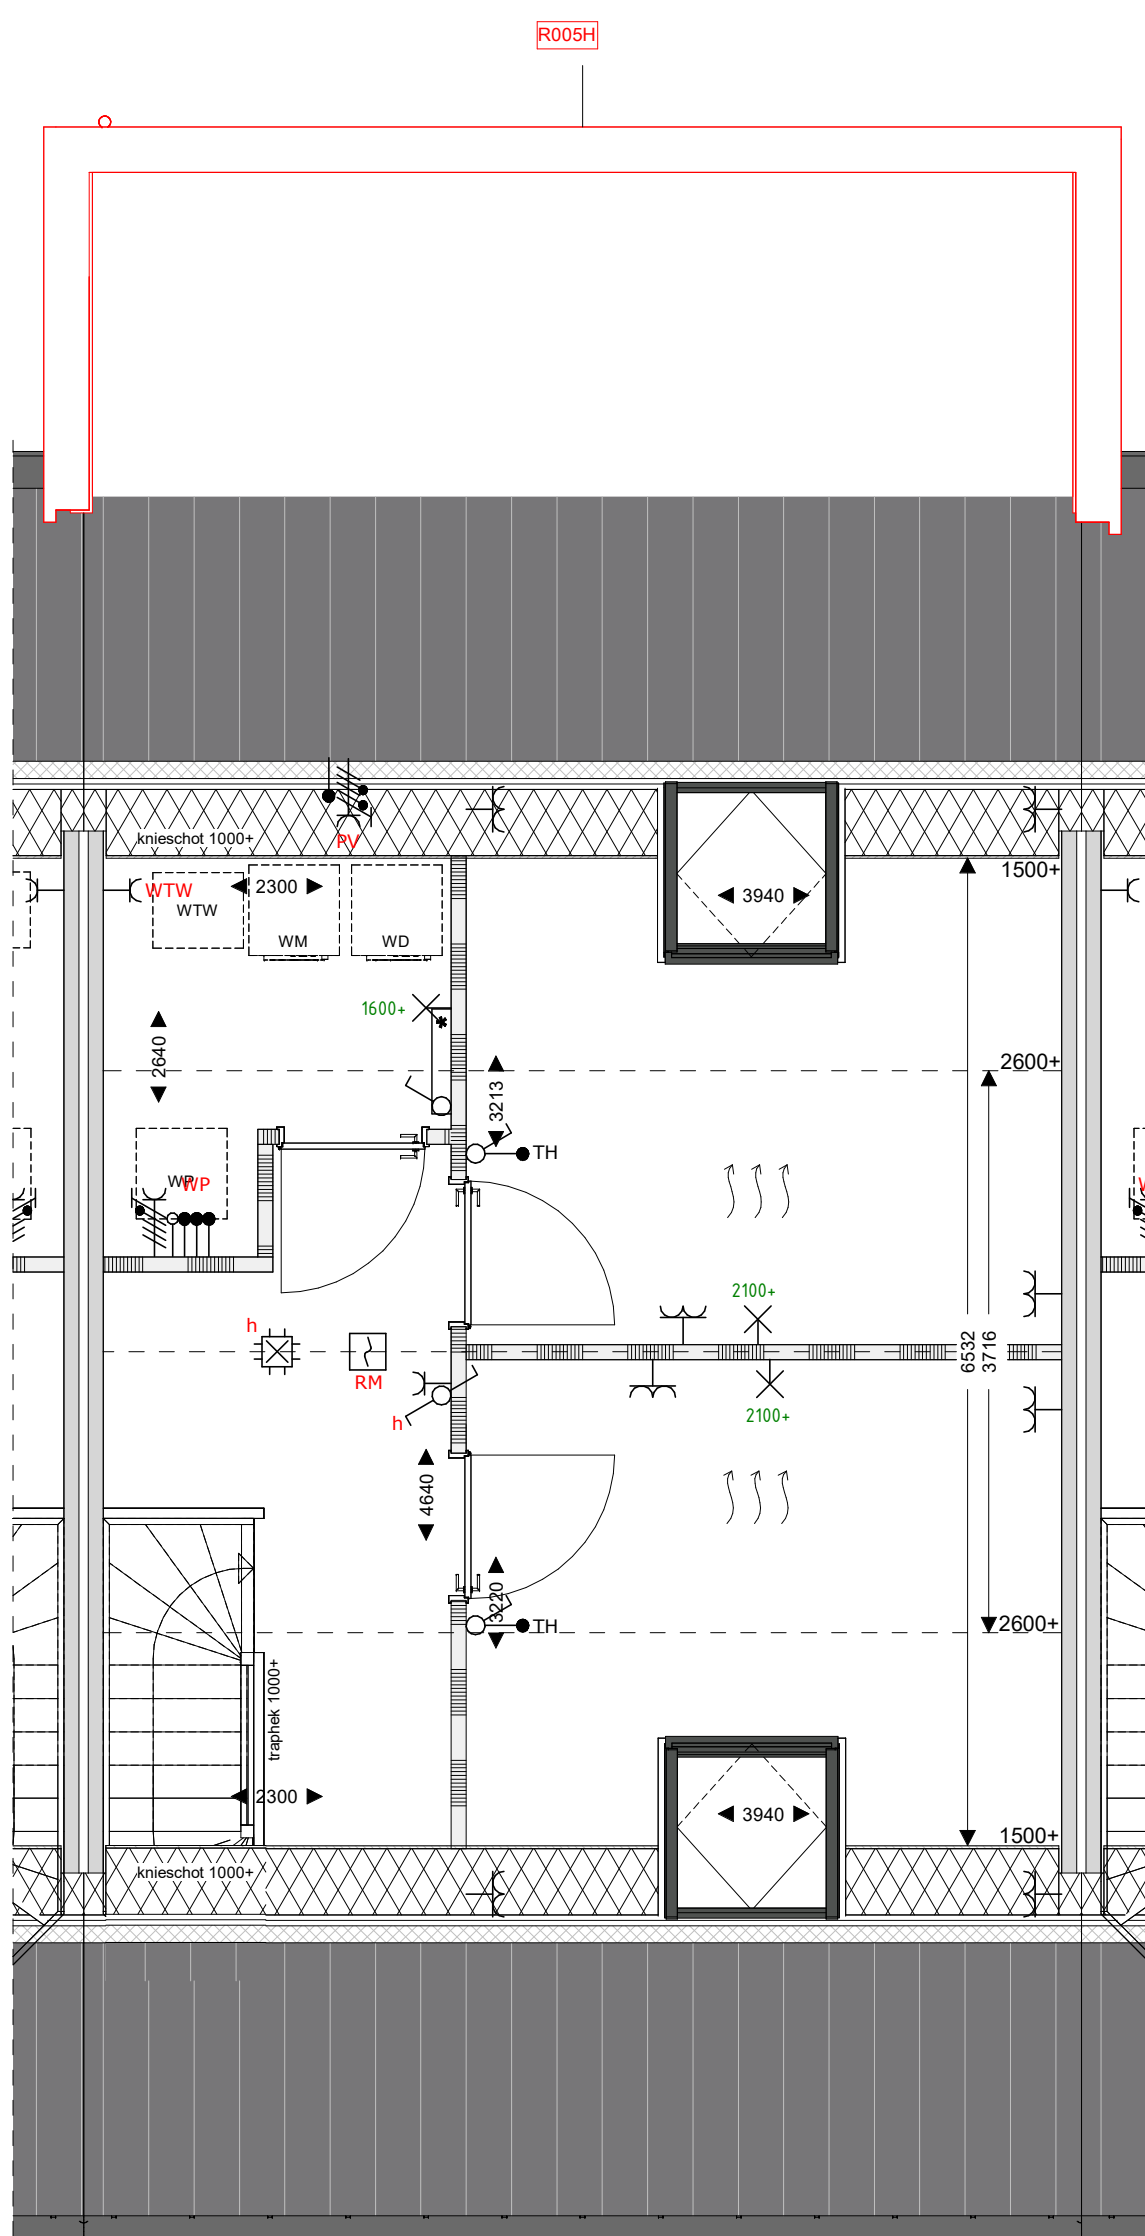 R005H
knieschot 1000+
PV
1500+
WTW
WTW
2300
WM
WD
3940
1600+
2640
2600+
3213
TH
WP
WP
2100+
h
RM
6532
3716
h
2100+
4640
3220
TH
2600+
traphek 1000+
2300
3940
1500+
knieschot 1000+